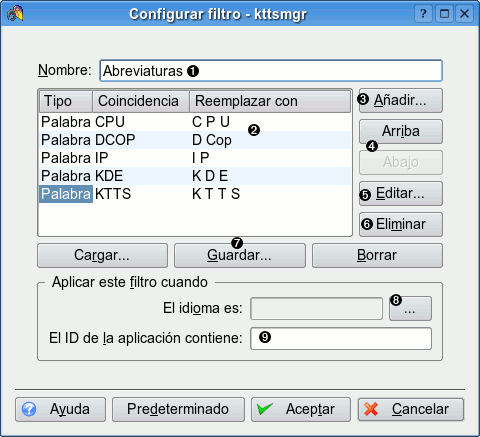 Configurar filtro - kttsmgr
Nombre: Abreviaturas ❶
Tipo Coincidencia Reemplazar con
Palabra CPU C P U
Palabra DCOP D Cop ❷
Palabra IP I P
Palabra KDE K D E
Palabra KTTS K T T S
❸ Añadir...
Arriba
❹
Abajo
❺ Editar...
❻ Eliminar
❼
Cargar... Guardar... Borrar
Aplicar este filtro cuando
El idioma es: ❽ ...
El ID de la aplicación contiene: ❾
Ayuda Predeterminado Aceptar Cancelar